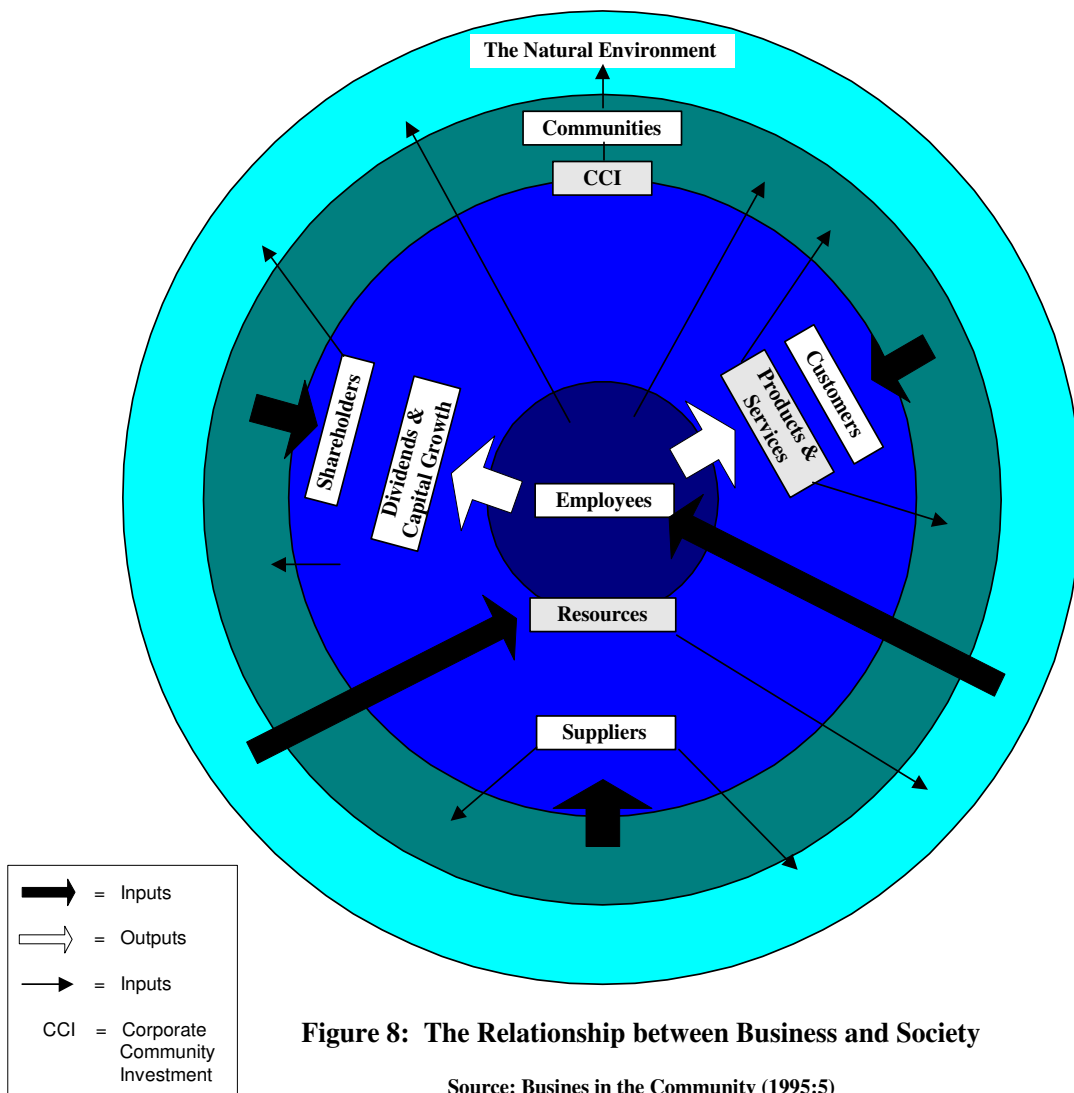 The Natural Environment
Communities
CCI
Shareholders
Dividends &
Capital Growth
Products &
Services
Customers
Employees
Resources
Suppliers
= Inputs
= Outputs
= Inputs
CCI = Corporate
Community
Investment
Figure 8: The Relationship between Business and Society
Source: Busines in the Community (1995:5)